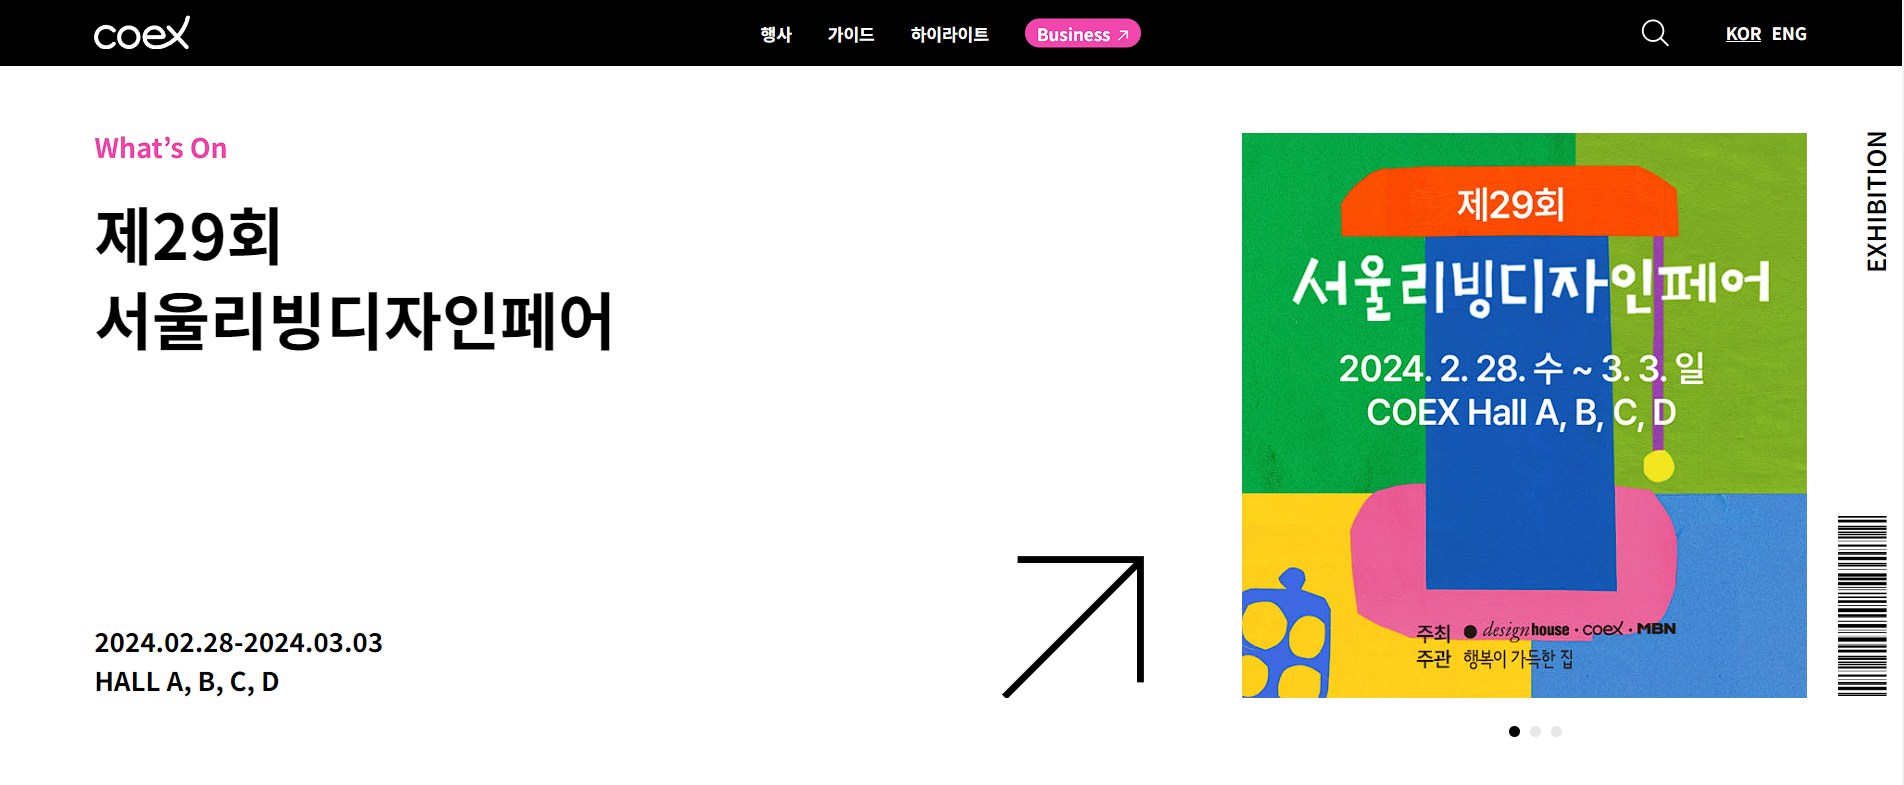 coex
행사 가이드 하이라이트 Business ↗
KOR ENG
What's On
제29회
서울리빙디자인페어
2024.02.28-2024.03.03
HALL A, B, C, D
제29회
서울리빙디자인페어
2024. 2. 28. 수 ~ 3. 3. 일
COEX Hall A, B, C, D
주최 designhouse · coex · MBN
주관 행복이 가득한 집
EXHIBITION